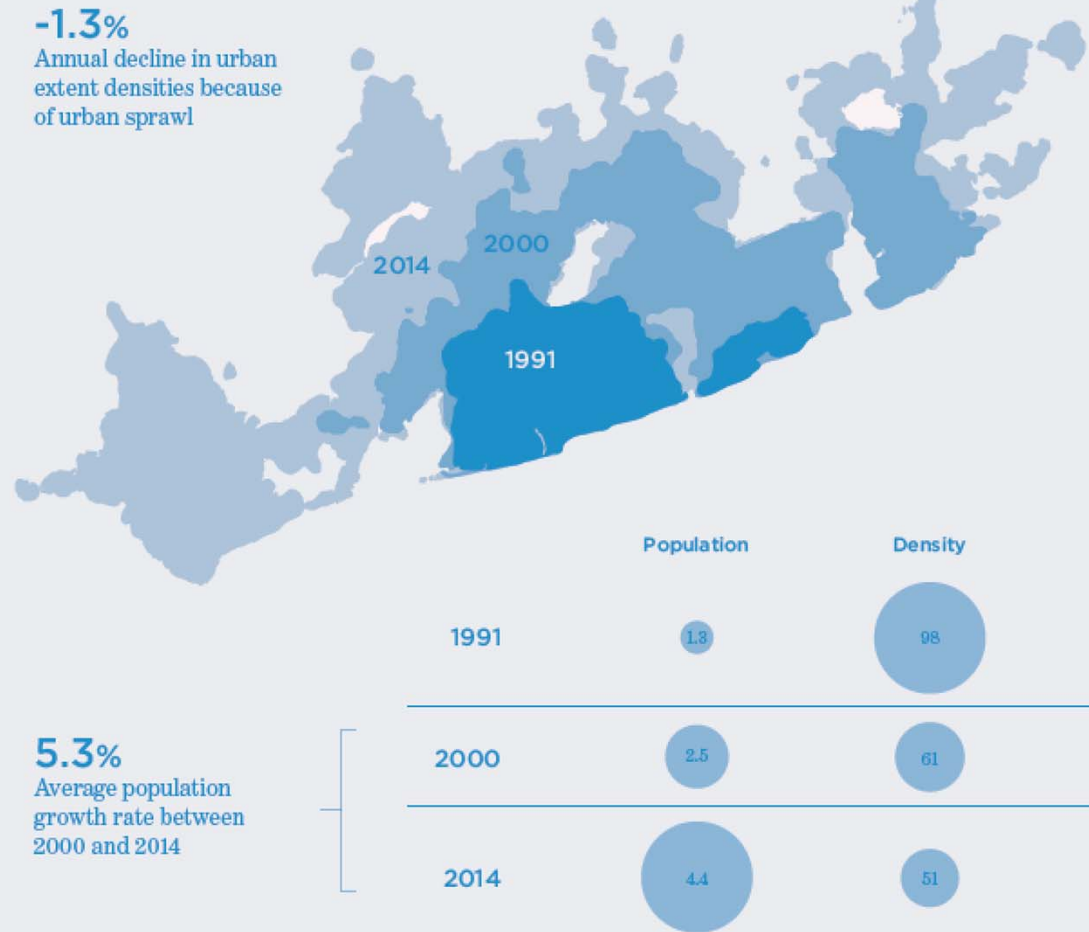 -1.3%
Annual decline in urban
extent densities because
of urban sprawl
2000
2014
1991
Population
Density
1991
1.3
98
5.3%
Average population
growth rate between
2000 and 2014
2000
2.5
61
2014
4.4
51